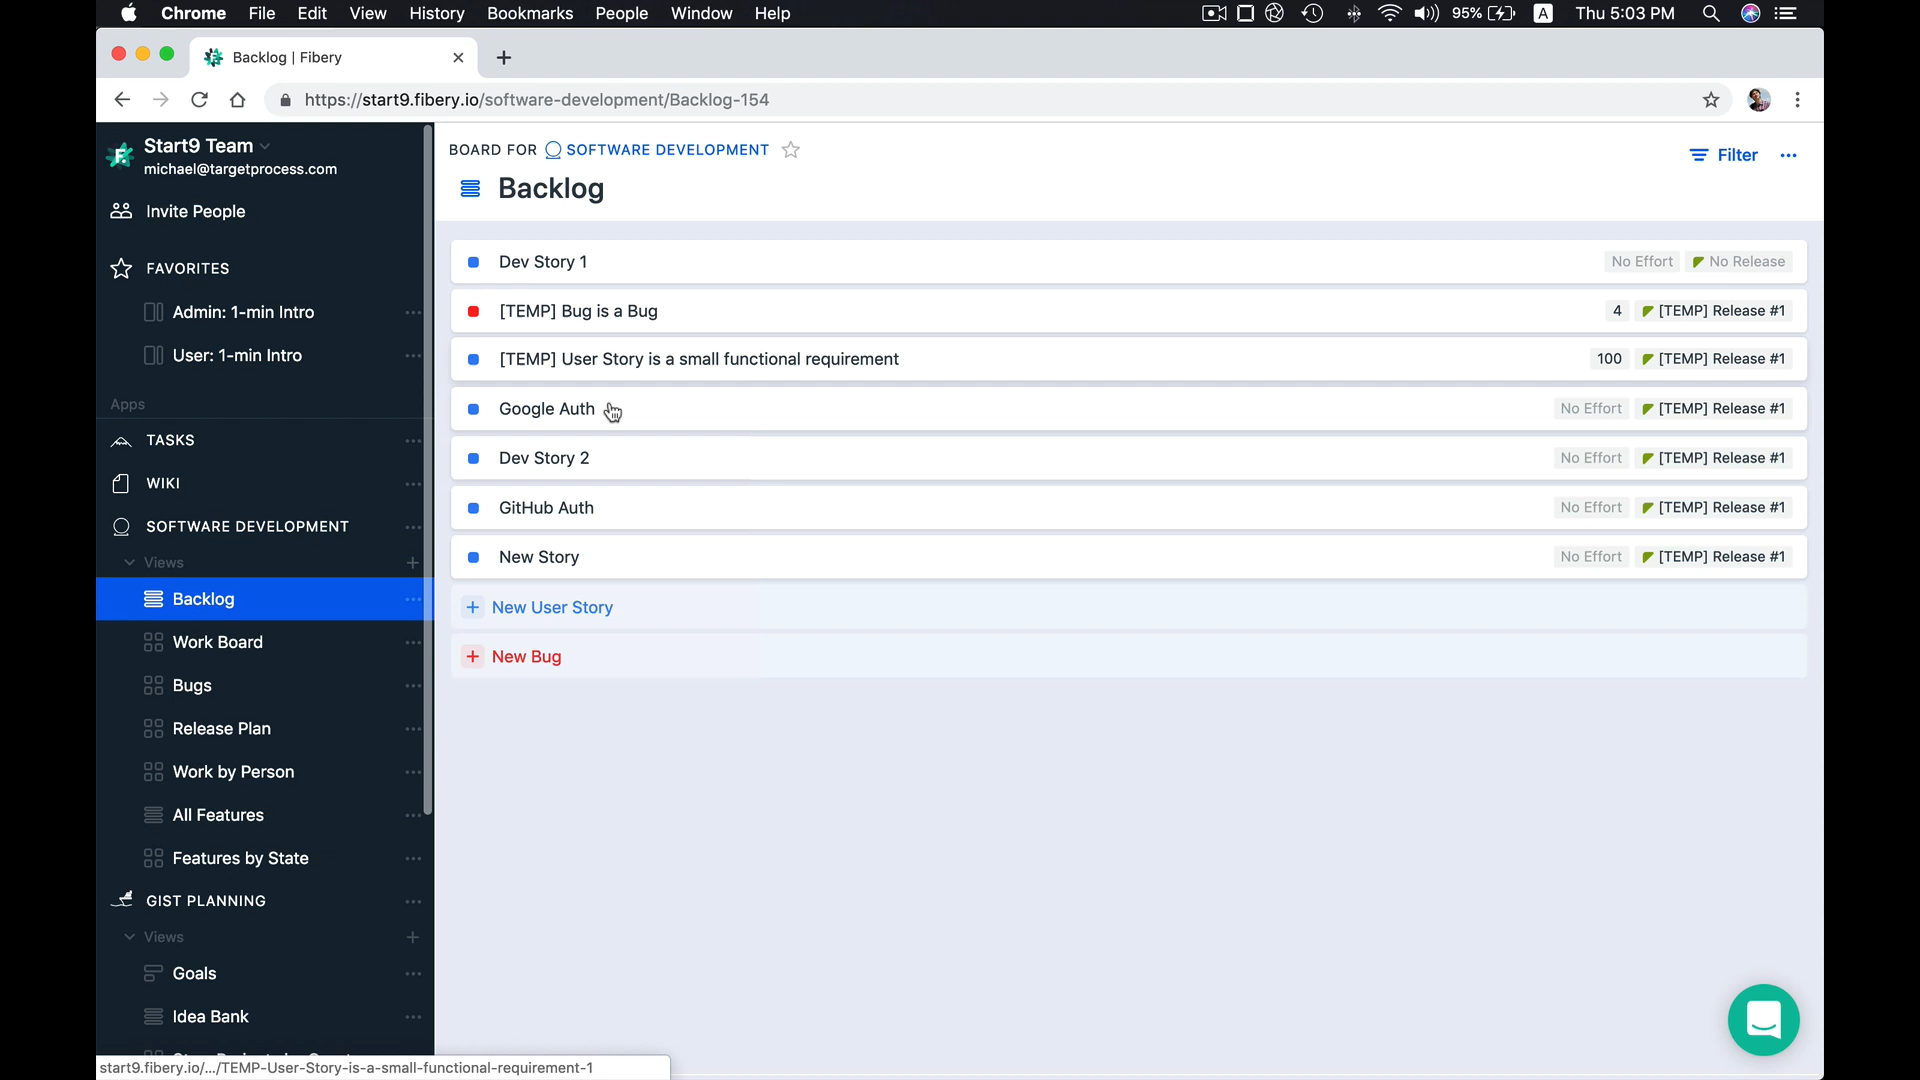 Chrome File Edit View History Bookmarks People Window Help 95% A Thu 5:03 PM
Backlog | Fibery
https://start9.fibery.io/software-development/Backlog-154
Start9 Team
michael@targetprocess.com
Invite People
FAVORITES
Admin: 1-min Intro
User: 1-min Intro
Apps
TASKS
WIKI
SOFTWARE DEVELOPMENT
Views
Backlog
Work Board
Bugs
Release Plan
Work by Person
All Features
Features by State
GIST PLANNING
Views
Goals
Idea Bank
start9.fibery.io/.../TEMP-User-Story-is-a-small-functional-requirement-1
BOARD FOR SOFTWARE DEVELOPMENT
Filter
Backlog
Dev Story 1 No Effort No Release
[TEMP] Bug is a Bug 4 [TEMP] Release #1
[TEMP] User Story is a small functional requirement 100 [TEMP] Release #1
Google Auth No Effort [TEMP] Release #1
Dev Story 2 No Effort [TEMP] Release #1
GitHub Auth No Effort [TEMP] Release #1
New Story No Effort [TEMP] Release #1
+ New User Story
+ New Bug